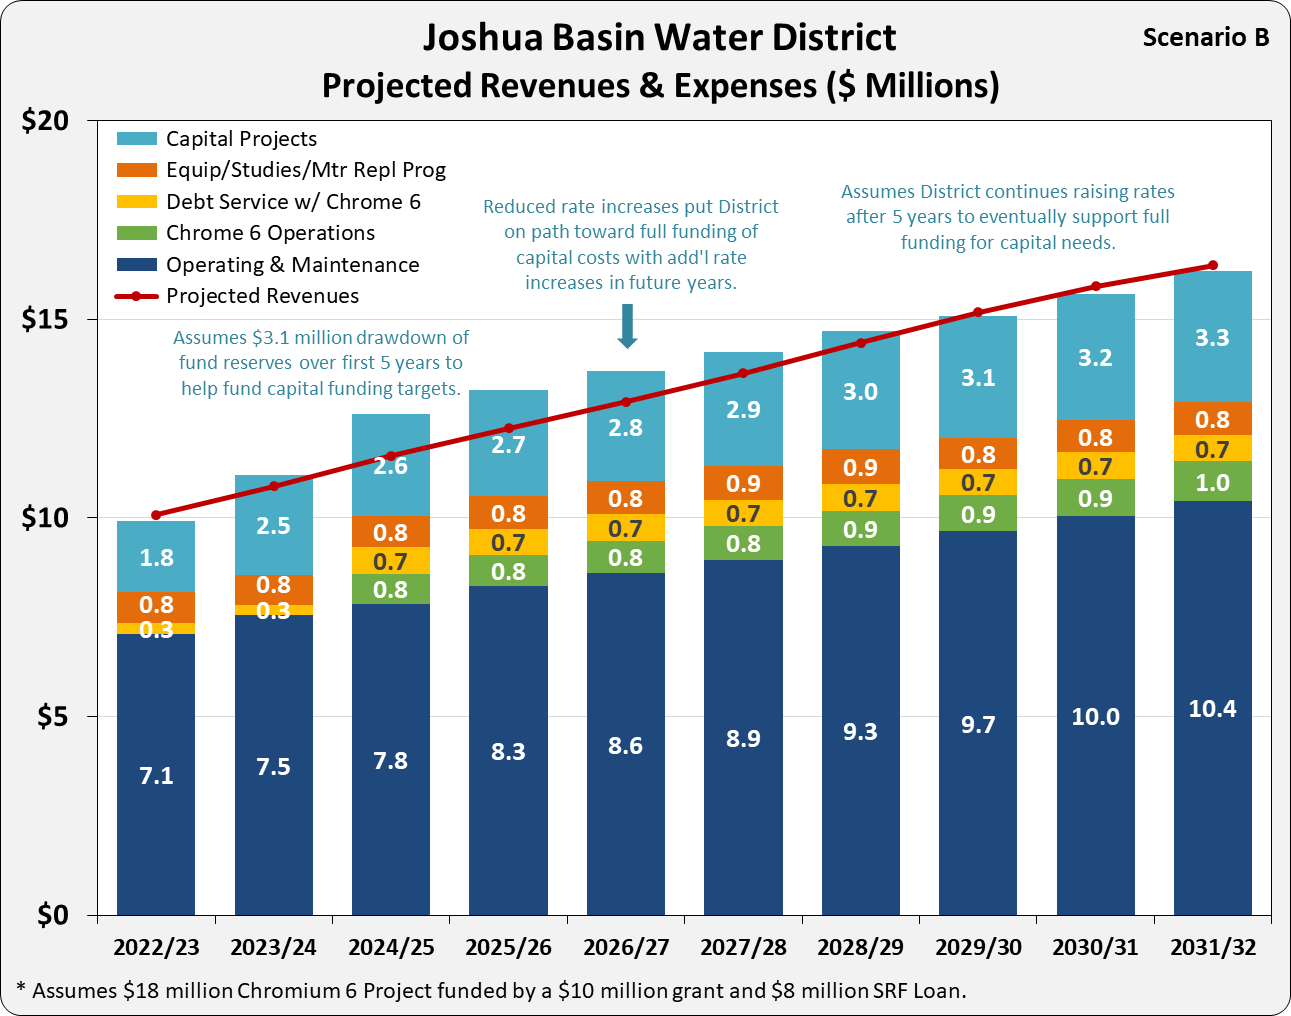 Joshua Basin Water District
Scenario B
Projected Revenues & Expenses ($ Millions)
$20
$15
$10
$5
$0
Capital Projects
Equip/Studies/Mtr Repl Prog
Debt Service w/ Chrome 6
Chrome 6 Operations
Operating & Maintenance
Projected Revenues
Assumes $3.1 million drawdown of
fund reserves over first 5 years to
help fund capital funding targets.
Reduced rate increases put District
on path toward full funding of
capital costs with add'l rate
increases in future years.
Assumes District continues raising rates
after 5 years to eventually support full
funding for capital needs.
1.8
0.8
0.3
7.1
2.5
0.8
0.3
7.5
2.6
0.8
0.7
0.8
7.8
2.7
0.8
0.7
0.8
8.3
2.8
0.8
0.7
0.8
8.6
2.9
0.9
0.7
0.8
8.9
3.0
0.9
0.7
0.9
9.3
3.1
0.8
0.7
0.9
9.7
3.2
0.8
0.7
0.9
10.0
3.3
0.8
0.7
1.0
10.4
2022/23 2023/24 2024/25 2025/26 2026/27 2027/28 2028/29 2029/30 2030/31 2031/32
* Assumes $18 million Chromium 6 Project funded by a $10 million grant and $8 million SRF Loan.